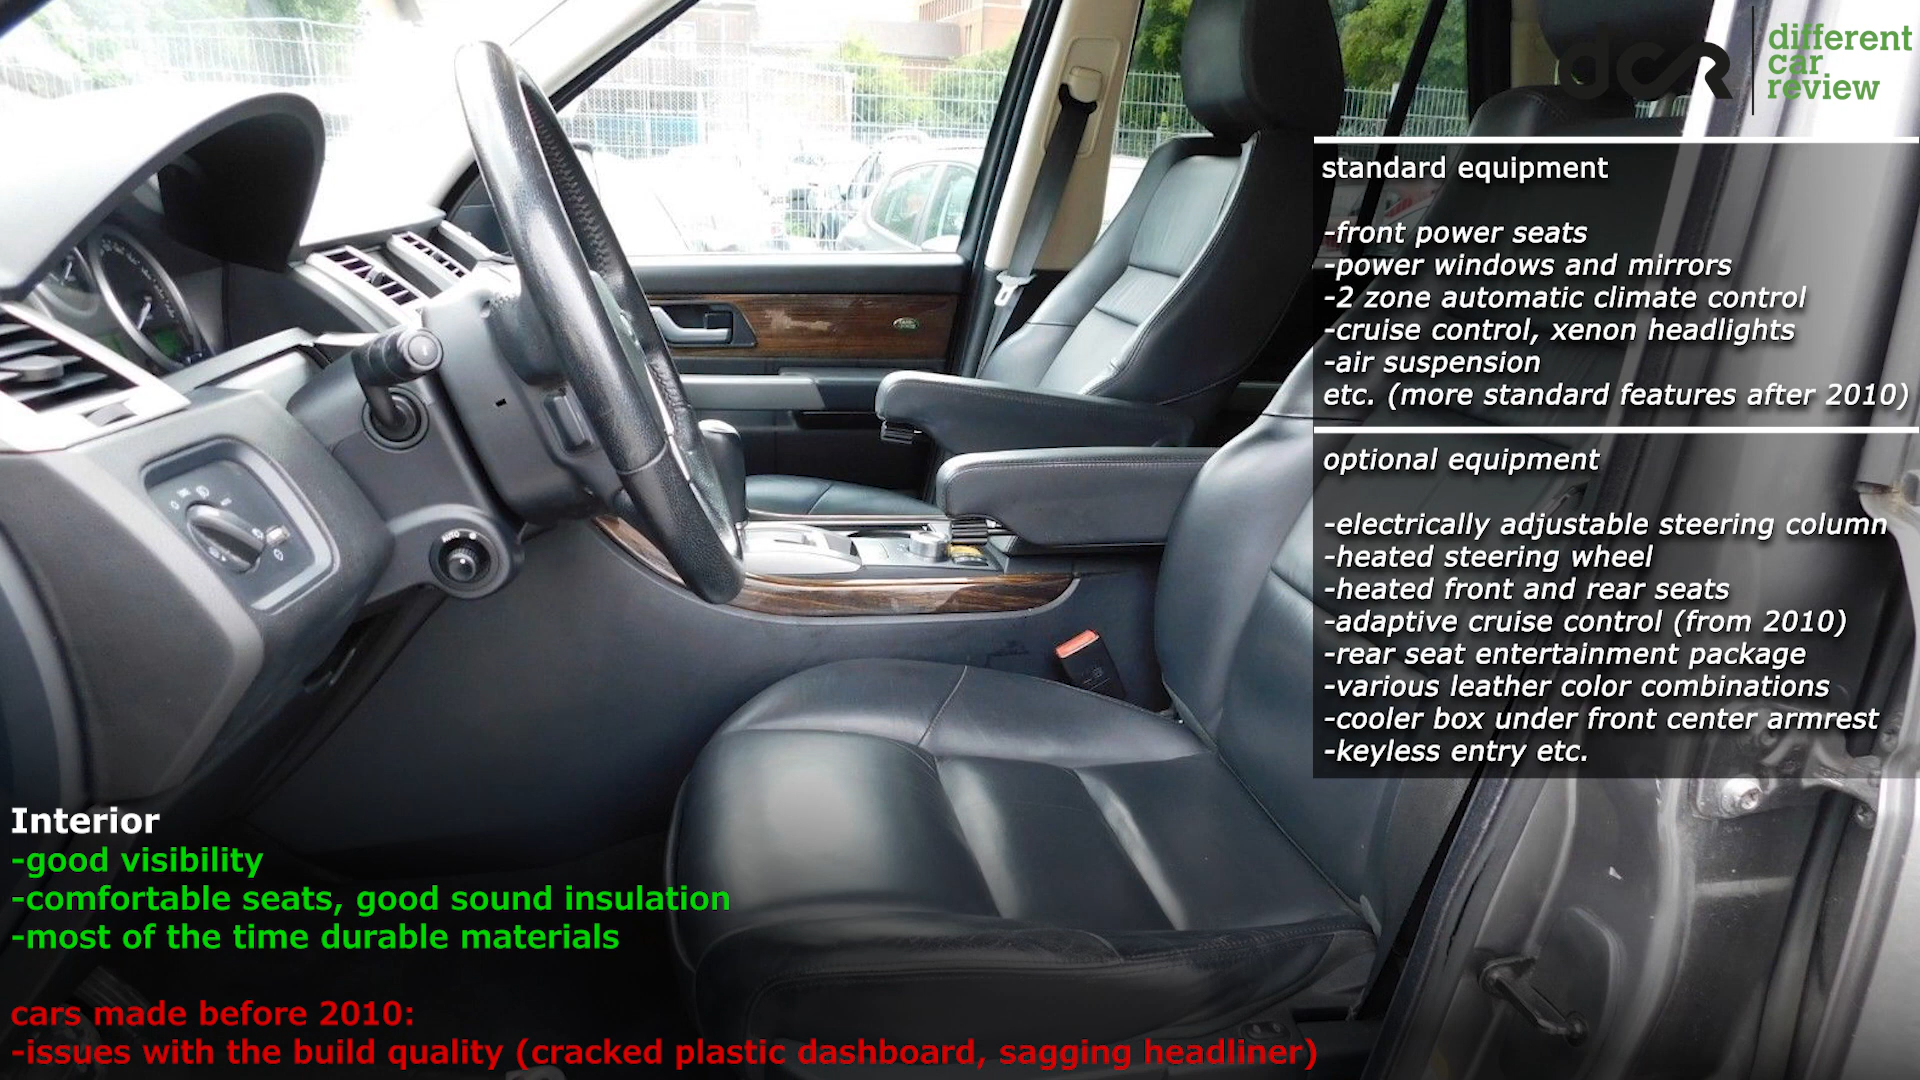 dcr
different
car
review
standard equipment
-front power seats
-power windows and mirrors
-2 zone automatic climate control
-cruise control, xenon headlights
-air suspension
etc. (more standard features after 2010)
optional equipment
-electrically adjustable steering column
-heated steering wheel
-heated front and rear seats
-adaptive cruise control (from 2010)
-rear seat entertainment package
-various leather color combinations
-cooler box under front center armrest
-keyless entry etc.
AUTO
Interior
-good visibility
-comfortable seats, good sound insulation
-most of the time durable materials
cars made before 2010:
-issues with the build quality (cracked plastic dashboard, sagging headliner)